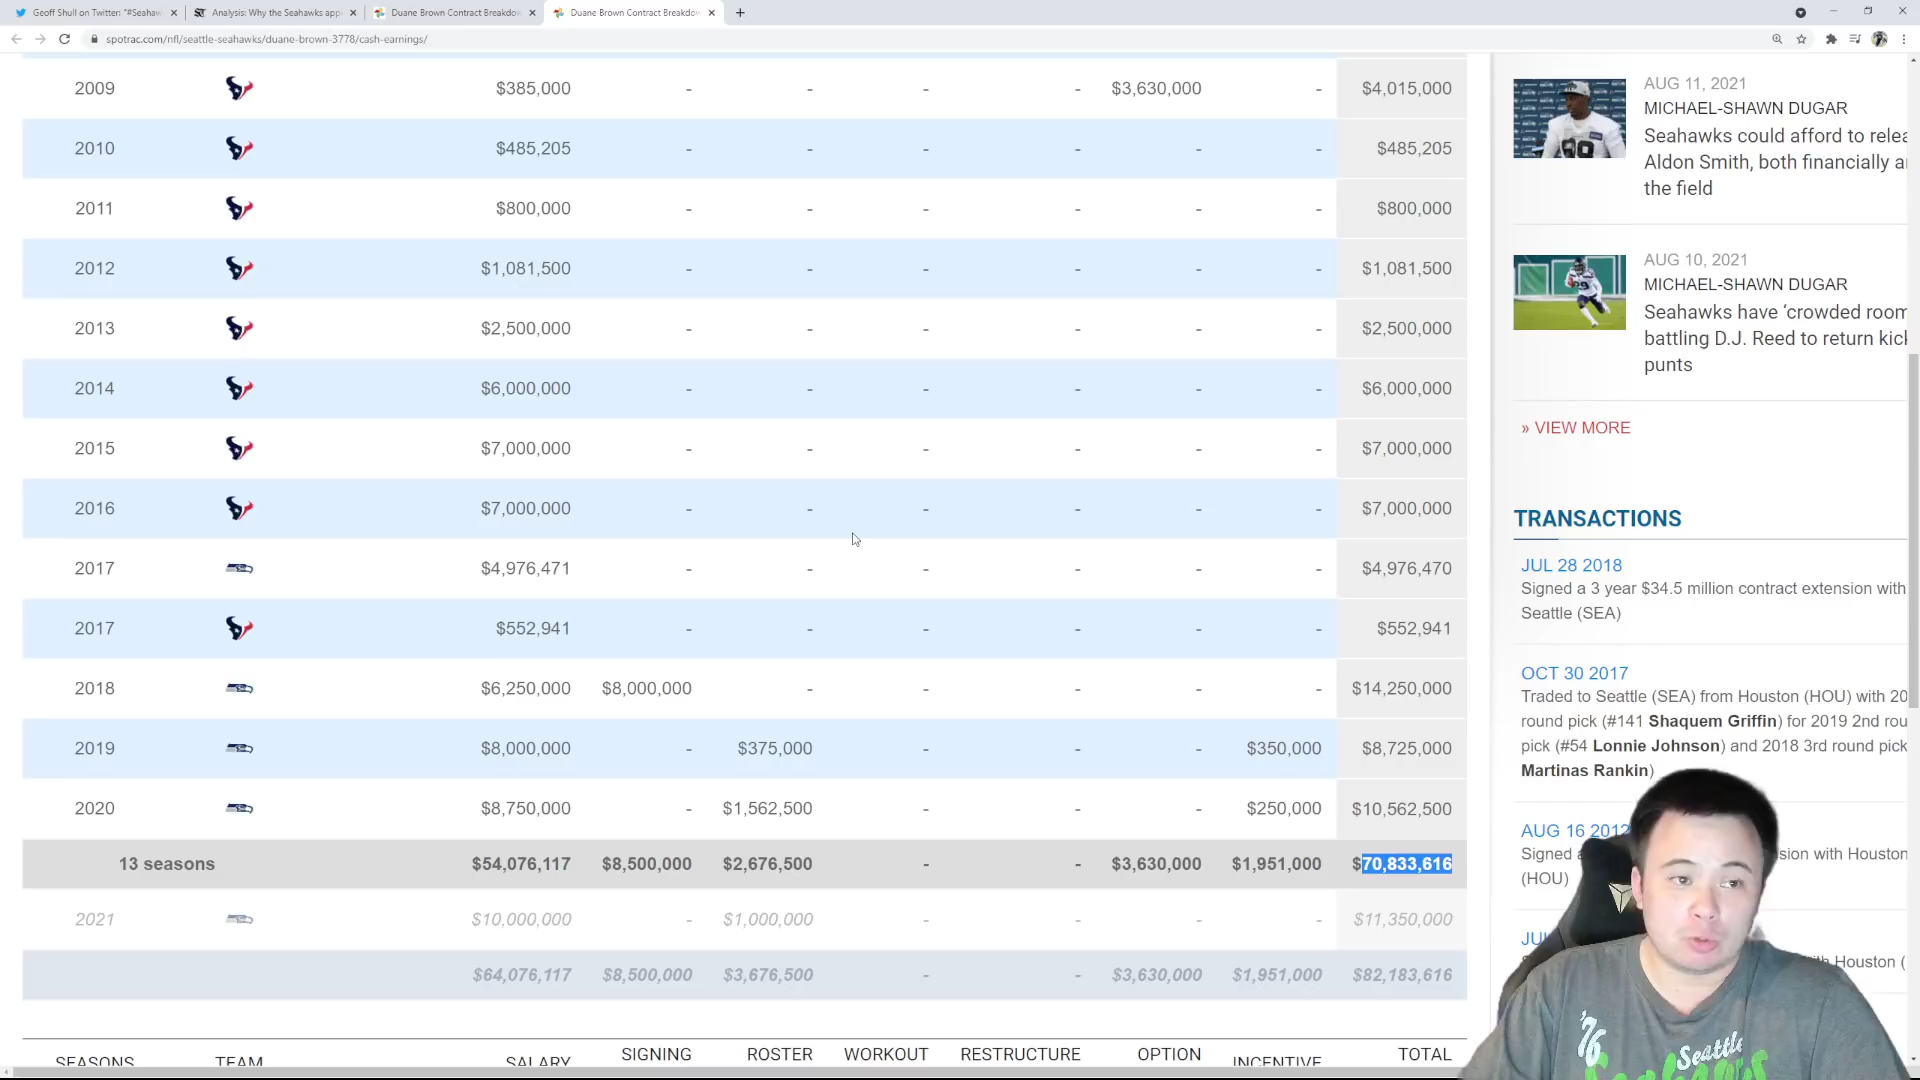 Geoff Shull on Twitter: "#Seahaw
Analysis: Why the Seahawks app
Duane Brown Contract Breakdow
Duane Brown Contract Breakdow
spotrac.com/nfl/seattle-seahawks/duane-brown-3778/cash-earnings/
2009 $385,000 - - - - $3,630,000 - $4,015,000
2010 $485,205 - - - - - - $485,205
2011 $800,000 - - - - - - $800,000
2012 $1,081,500 - - - - - - $1,081,500
2013 $2,500,000 - - - - - - $2,500,000
2014 $6,000,000 - - - - - - $6,000,000
2015 $7,000,000 - - - - - - $7,000,000
2016 $7,000,000 - - - - - - $7,000,000
2017 $4,976,471 - - - - - - $4,976,470
2017 $552,941 - - - - - - $552,941
2018 $6,250,000 $8,000,000 - - - - - $14,250,000
2019 $8,000,000 - $375,000 - - - $350,000 $8,725,000
2020 $8,750,000 - $1,562,500 - - - $250,000 $10,562,500
13 seasons $54,076,117 $8,500,000 $2,676,500 - - $3,630,000 $1,951,000 $70,833,616
2021 $10,000,000 - $1,000,000 - - - - $11,350,000
$64,076,117 $8,500,000 $3,676,500 - - $3,630,000 $1,951,000 $82,183,616
SEASONS TEAM SALARY SIGNING ROSTER WORKOUT RESTRUCTURE OPTION INCENTIVE TOTAL
AUG 11, 2021
MICHAEL-SHAWN DUGAR
Seahawks could afford to relea
Aldon Smith, both financially a
the field
AUG 10, 2021
MICHAEL-SHAWN DUGAR
Seahawks have ‘crowded room
battling D.J. Reed to return kic
punts
» VIEW MORE
TRANSACTIONS
JUL 28 2018
Signed a 3 year $34.5 million contract extension with
Seattle (SEA)
OCT 30 2017
Traded to Seattle (SEA) from Houston (HOU) with 20
round pick (#141 Shaquem Griffin) for 2019 2nd rou
pick (#54 Lonnie Johnson) and 2018 3rd round pick
Martinas Rankin)
AUG 16 2012
Signed sion with Houston
(HOU)
JU
with Houston (
'76
Seattle